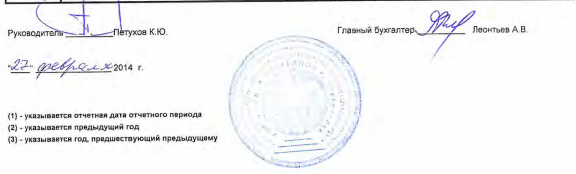 Руководитель Петухов К.Ю. Главный бухгалтер Леонтьев А.В.
"27" февраля 2014 г.
(1) - указывается отчетная дата отчетного периода
(2) - указывается предыдущий год
(3) - указывается год, предшествующий предыдущему